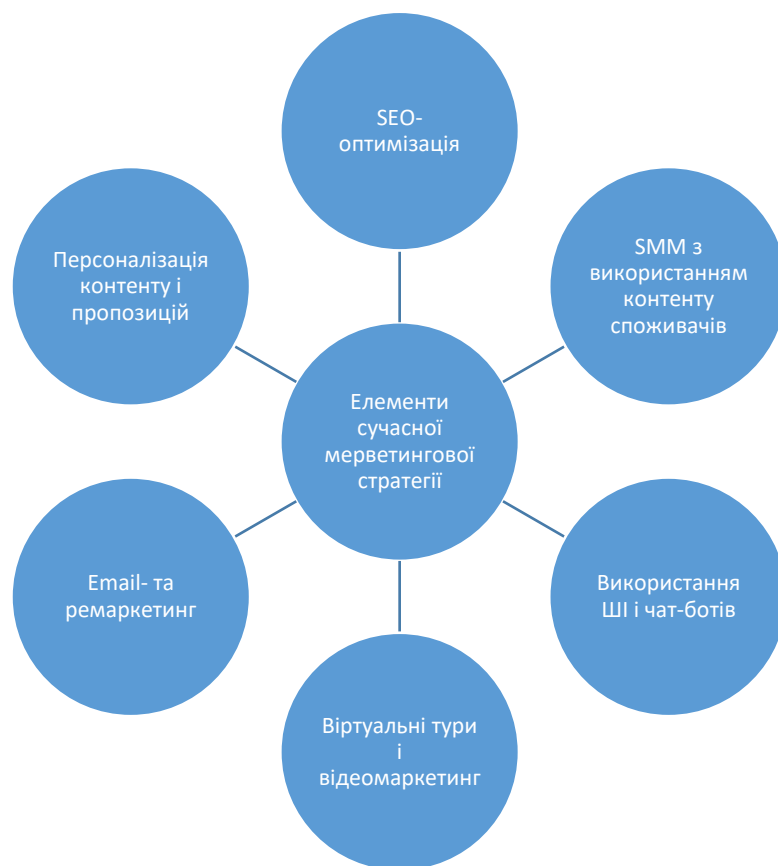 SEO-
оптимізація
SMM з
використанням
контенту
споживачів
Використання
ШІ і чат-ботів
Віртуальні тури
і
відеомаркетинг
Email- та
ремаркетинг
Персоналізація
контенту і
пропозицій
Елементи
сучасної
мерветингової
стратегії